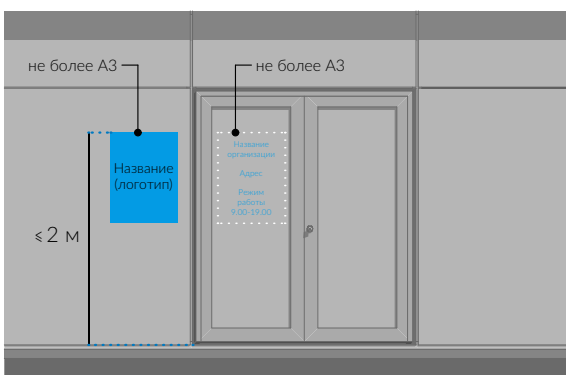 не более А3
не более А3
Название
(логотип)
Название
организации
Адрес
Режим
работы
9.00-19.00
⩽2 м